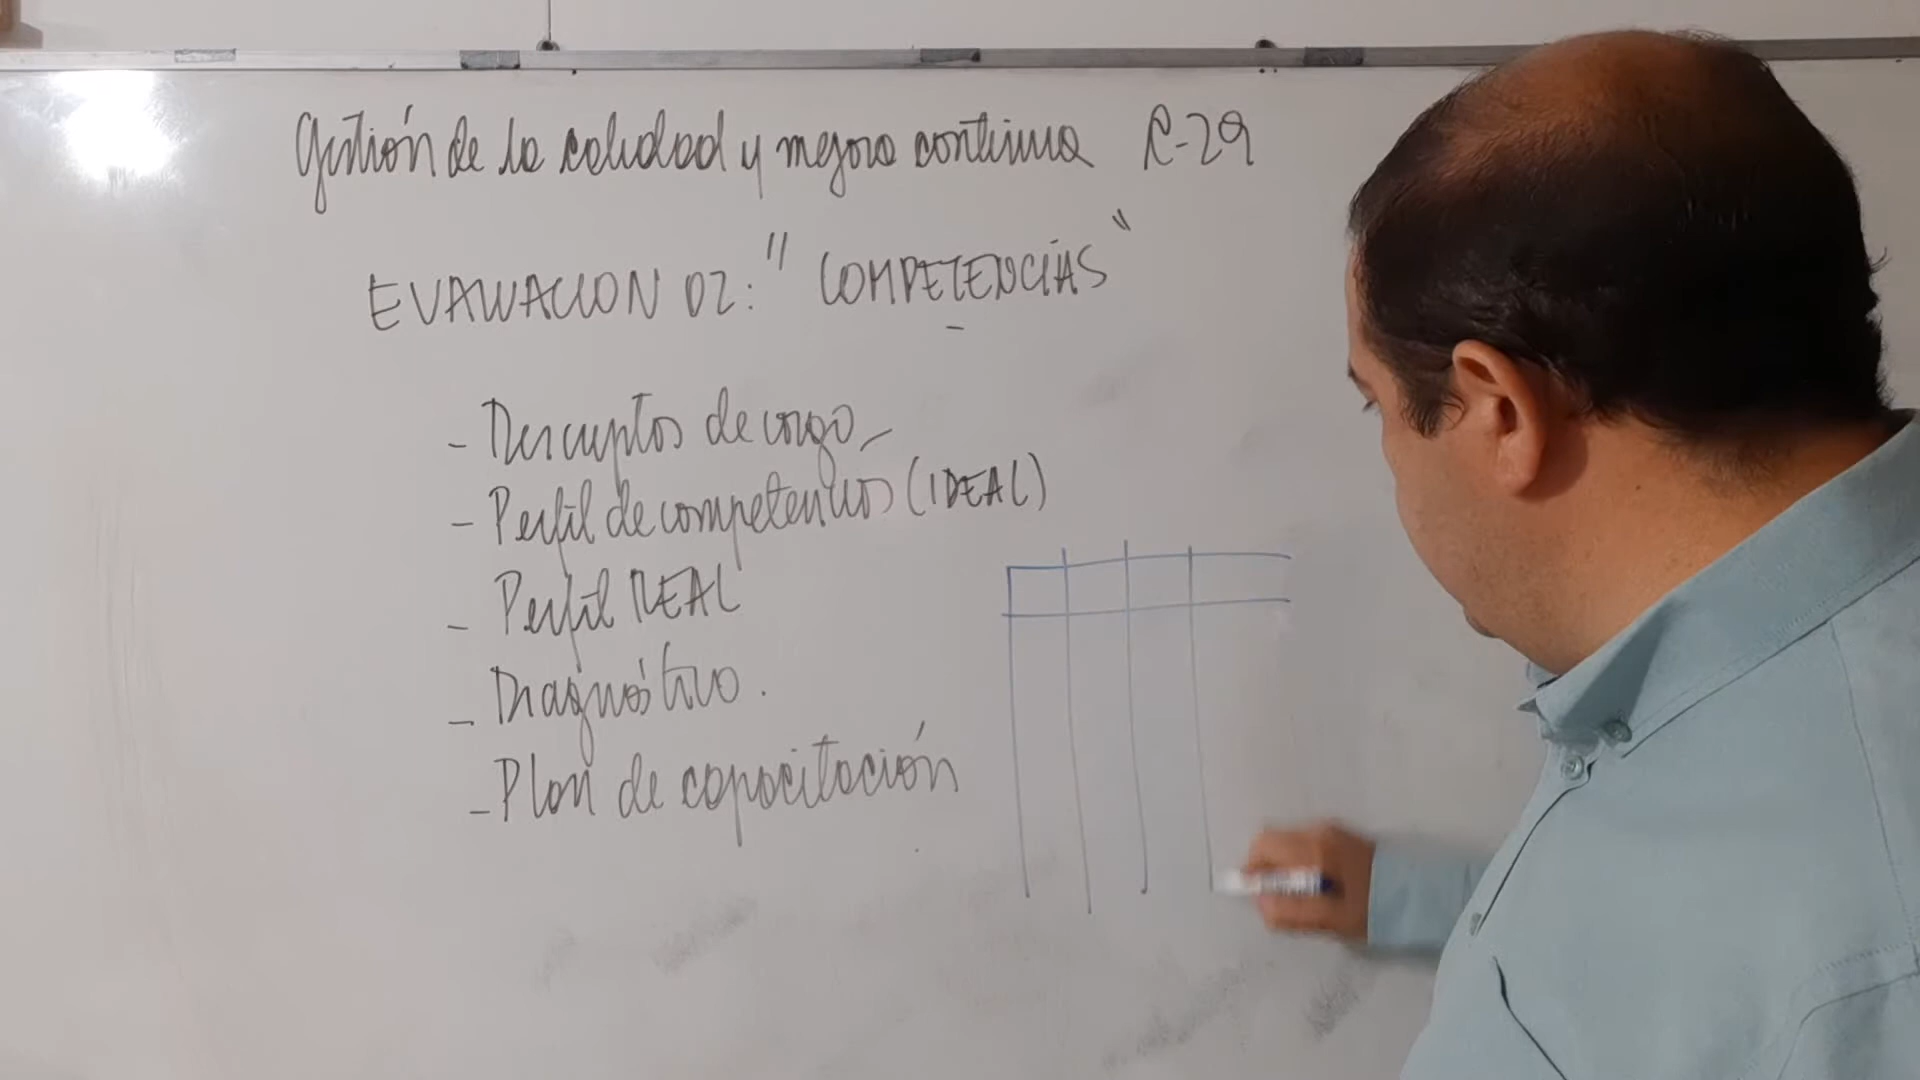 Gestión de la calidad y mejora continua R-29
EVALUACION 02: "COMPETENCIAS"
- Descriptos de cargo
- Perfil de competencias (IDEAL)
- Perfil REAL
- Diagnóstico.
- Plan de capacitación